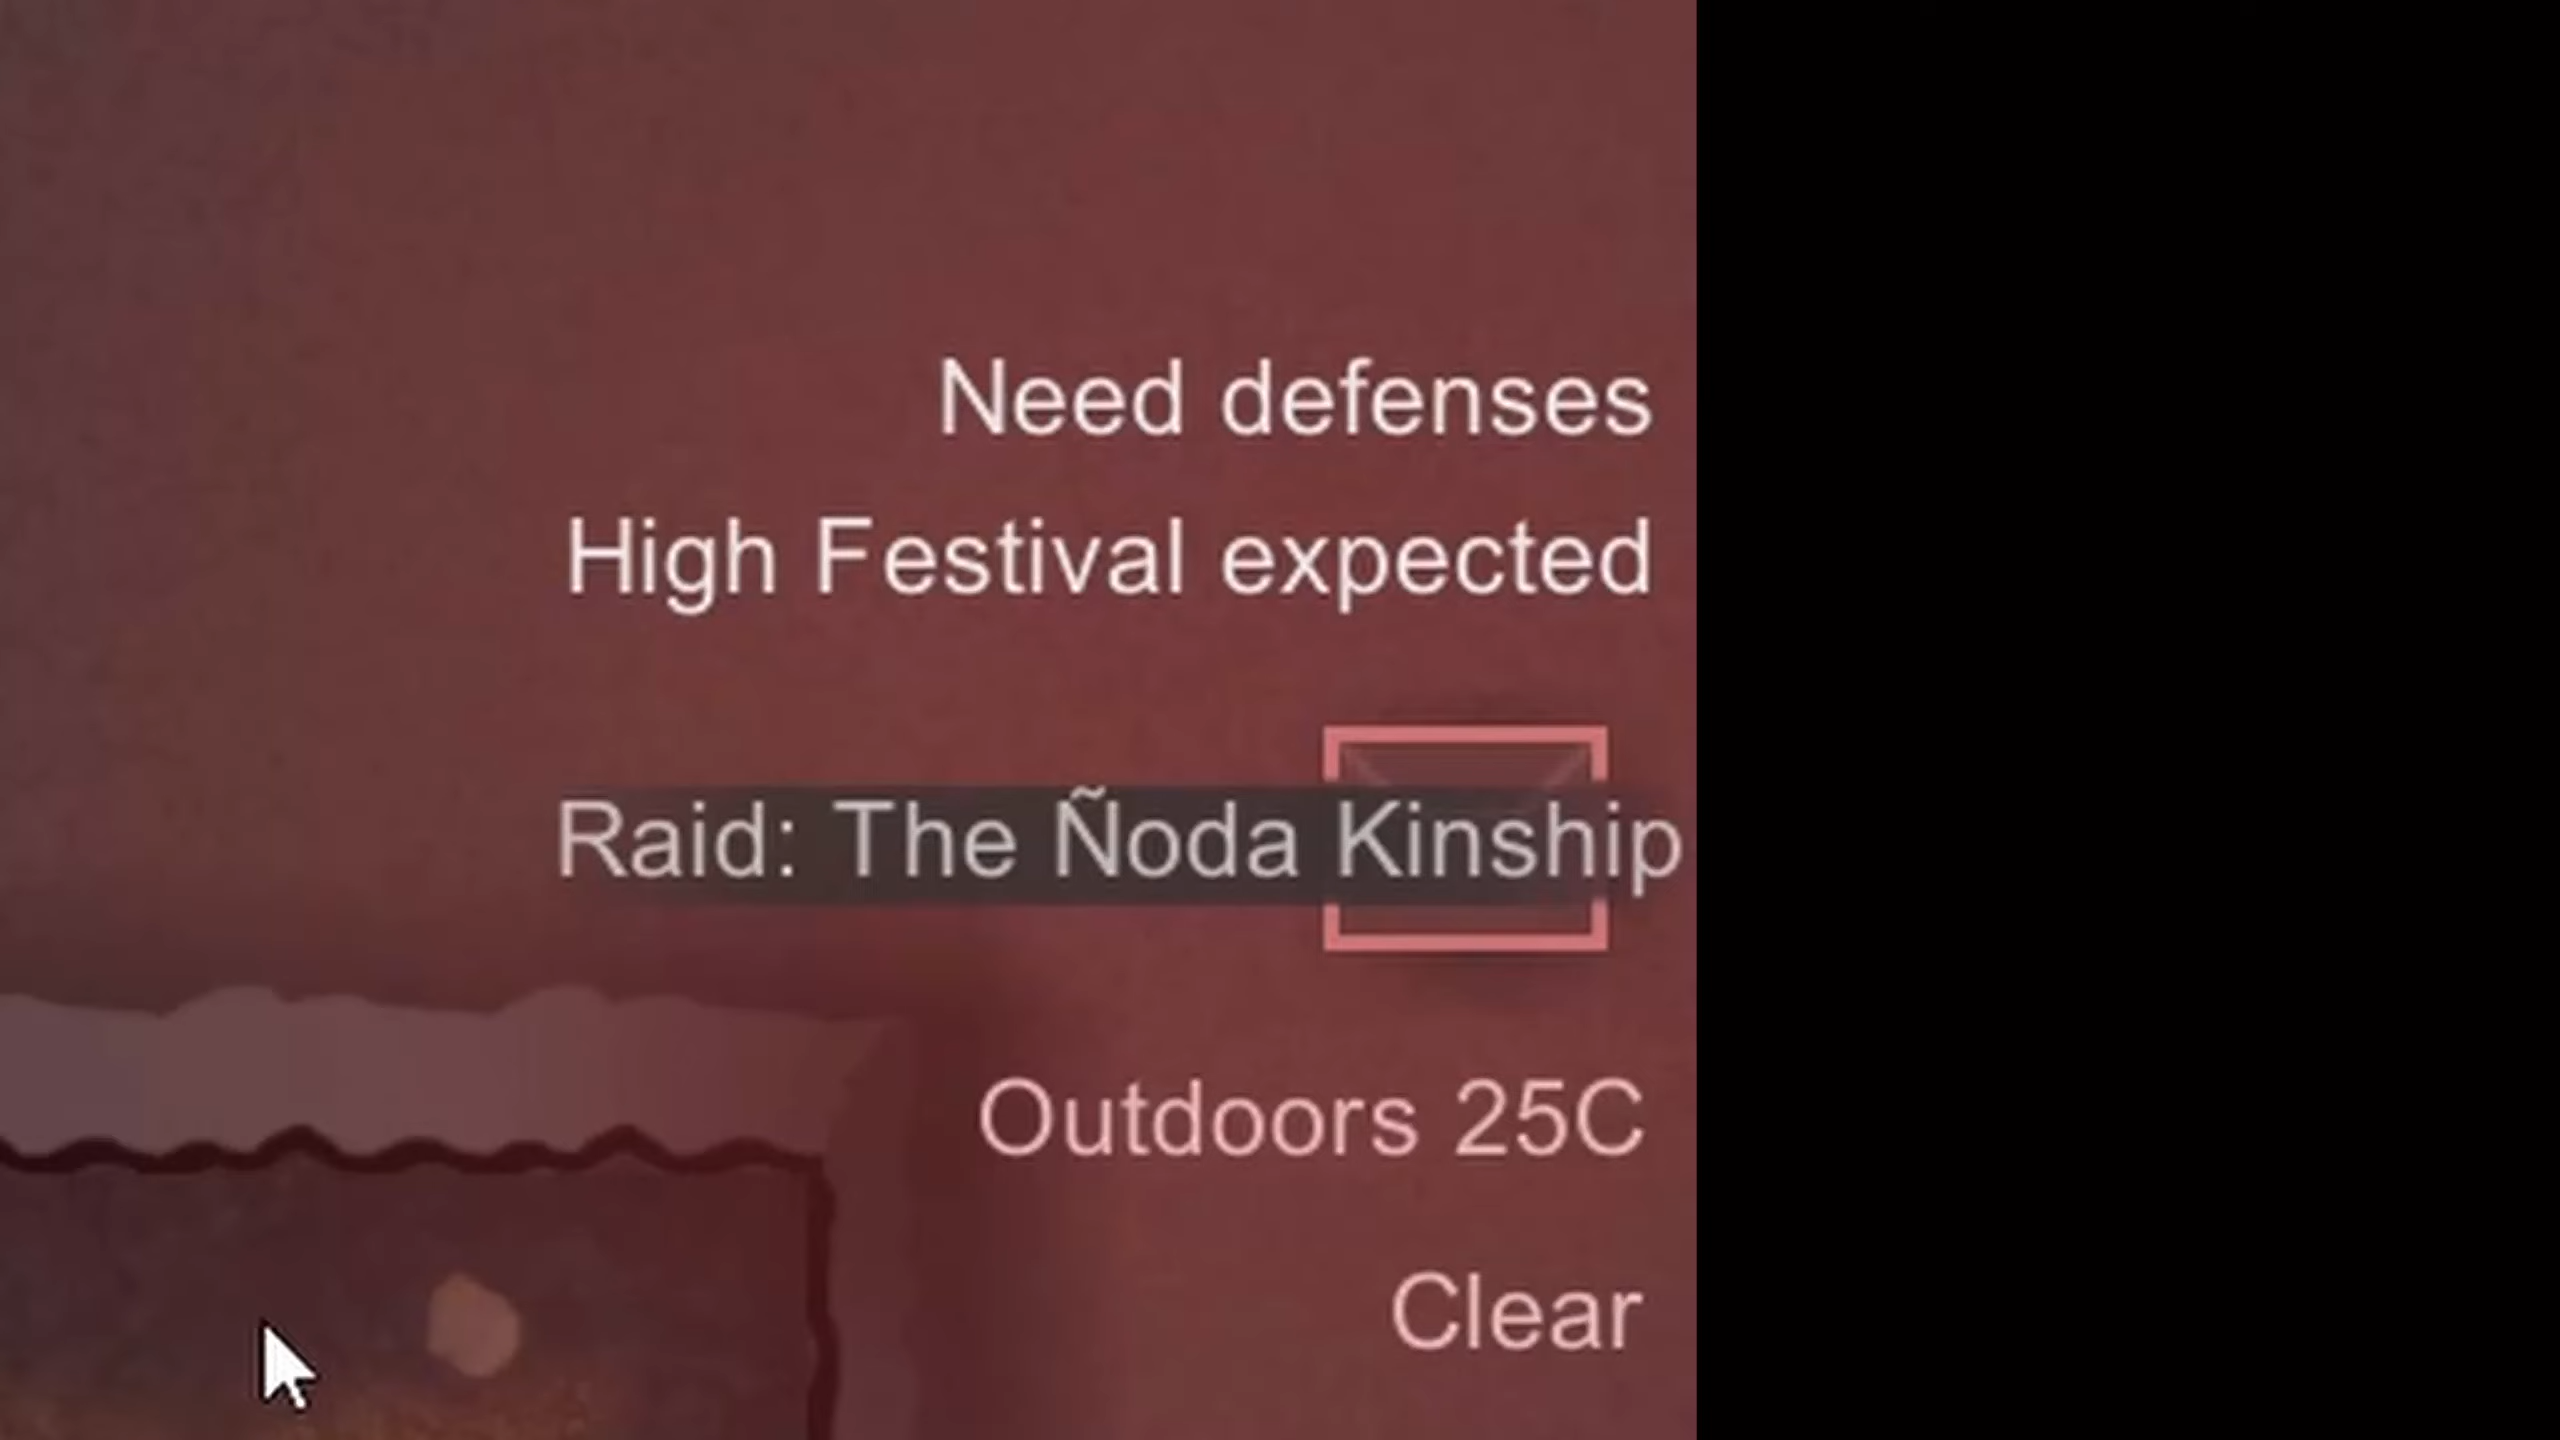 Need defenses
High Festival expected
Raid: The Ñoda Kinship
Outdoors 25C
Clear